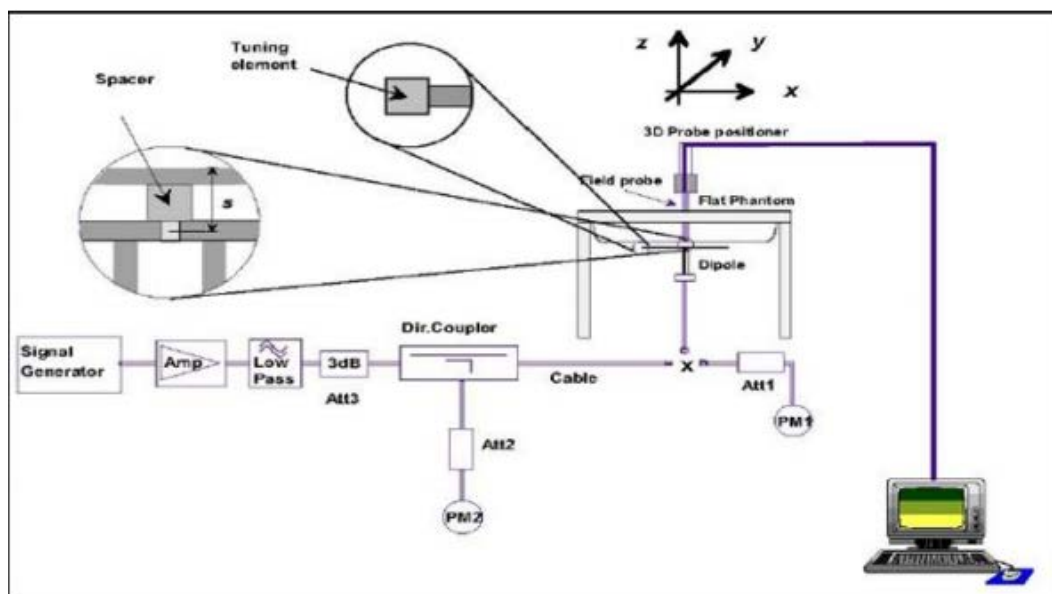 Tuning
element
Spacer
s
z
y
x
3D Probe positioner
Field probe
Flat Phantom
Dipole
Signal
Generator
Amp
Low
Pass
3dB
Att3
Dir.Coupler
Cable
x
Att1
PM1
Att2
PM2